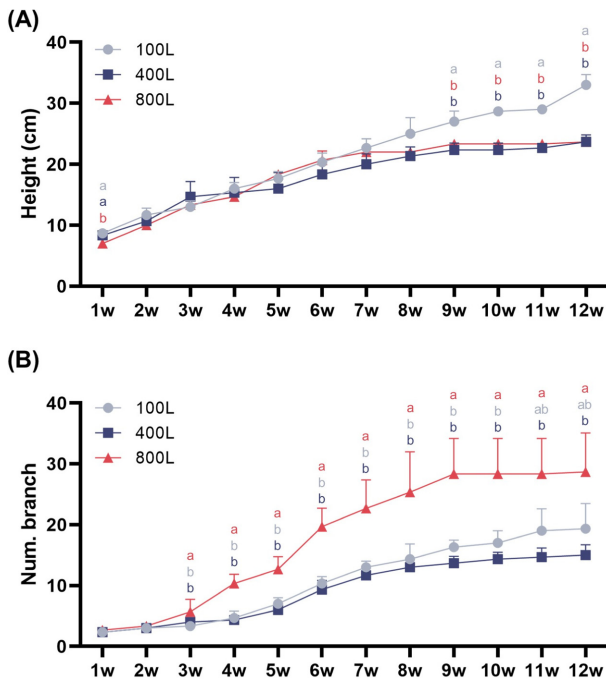 (A)
40
30
20
10
0
Height (cm)
100L
400L
800L
a a a a a
b b b b
a b b b b
b
1w 2w 3w 4w 5w 6w 7w 8w 9w 10w 11w 12w
(B)
40
30
20
10
0
Num. branch
100L
400L
800L
a a a a a a a a a a
b b b b b b b b ab ab
b b b b b b b b b b
1w 2w 3w 4w 5w 6w 7w 8w 9w 10w 11w 12w